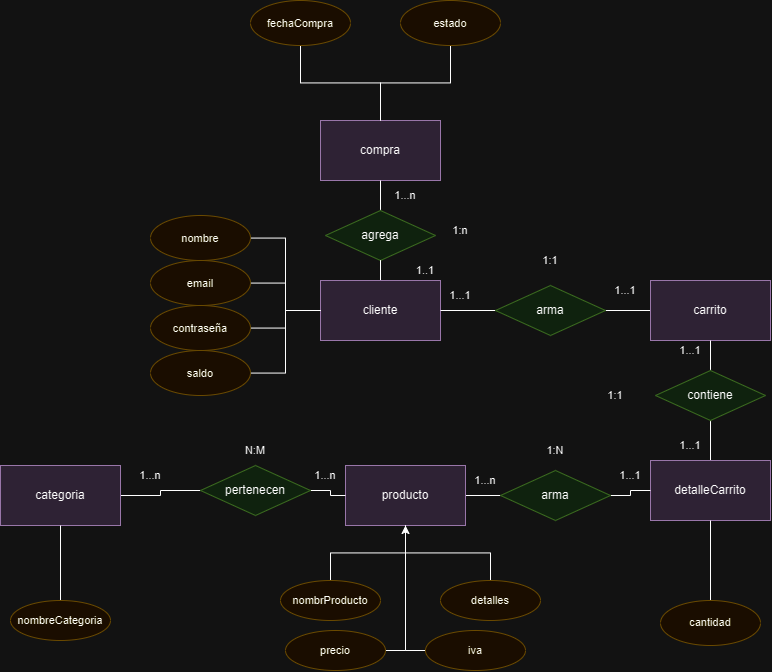 fechaCompra
estado
compra
1...n
agrega
1:n
nombre
1..1
1:1
email
1...1
1...1
cliente
arma
carrito
contraseña
1...1
saldo
1:1
contiene
N:M
1:N
1...1
1...n
1...n
1...n
1...1
categoria
pertenecen
producto
arma
detalleCarrito
nombrProducto
detalles
nombreCategoria
cantidad
precio
iva